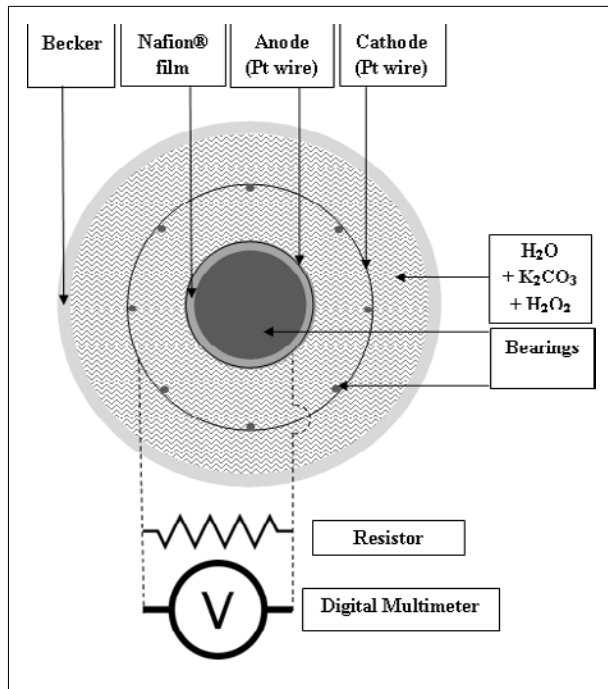 Becker
Nafion®
film
Anode
(Pt wire)
Cathode
(Pt wire)
H₂O
+ K₂CO₃
+ H₂O₂
Bearings
Resistor
V
Digital Multimeter